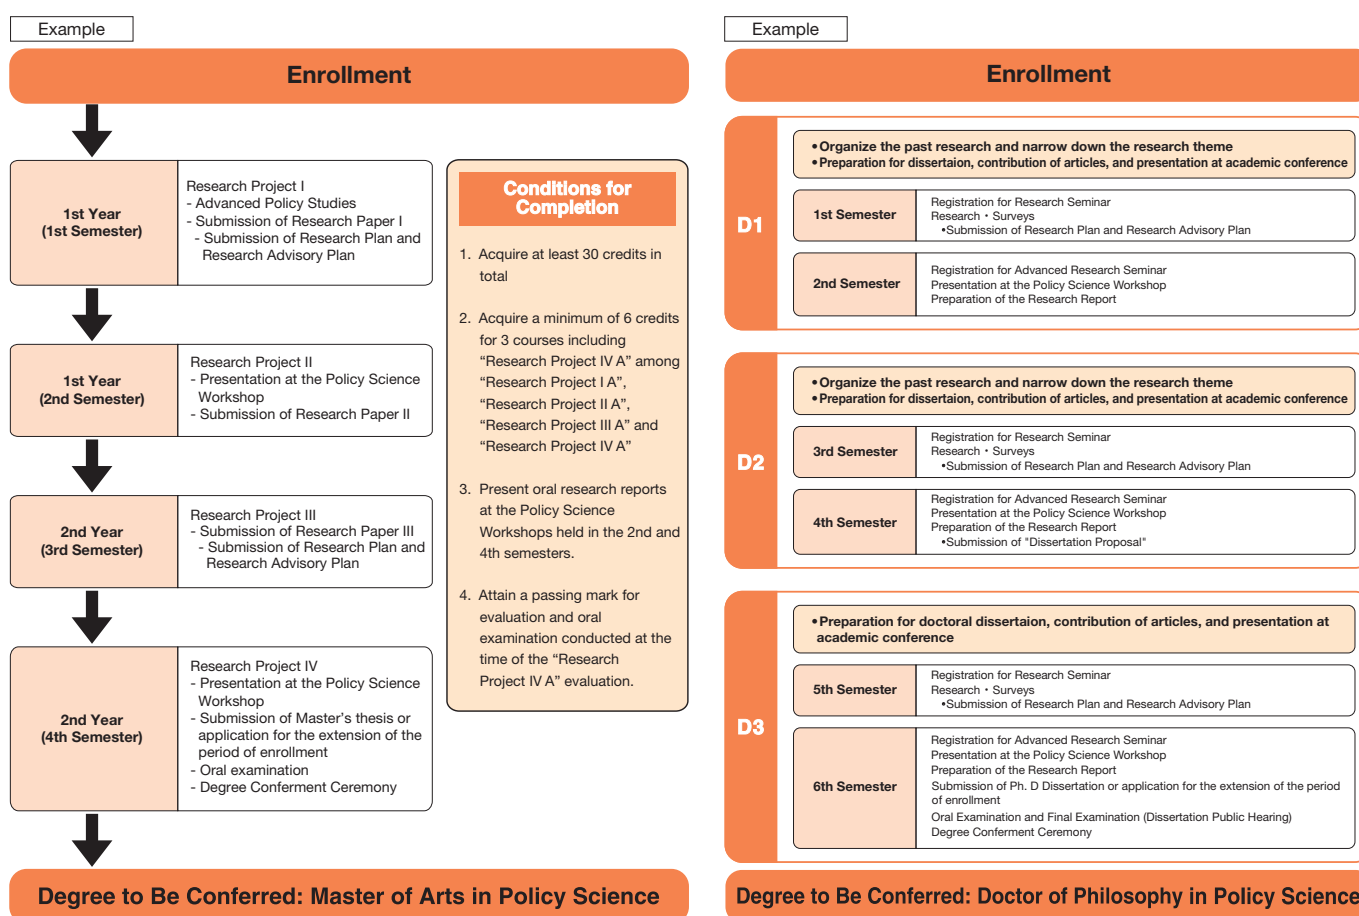 Example
Enrollment
1st Year
(1st Semester)
Research Project I
- Advanced Policy Studies
- Submission of Research Paper I
- Submission of Research Plan and
Research Advisory Plan
1st Year
(2nd Semester)
Research Project II
- Presentation at the Policy Science
Workshop
- Submission of Research Paper II
2nd Year
(3rd Semester)
Research Project III
- Submission of Research Paper III
- Submission of Research Plan and
Research Advisory Plan
2nd Year
(4th Semester)
Research Project IV
- Presentation at the Policy Science
Workshop
- Submission of Master's thesis or
application for the extension of the
period of enrollment
- Oral examination
- Degree Conferment Ceremony
Conditions for
Completion
1. Acquire at least 30 credits in
total
2. Acquire a minimum of 6 credits
for 3 courses including
“Research Project IV A” among
“Research Project I A”,
“Research Project II A”,
“Research Project III A” and
“Research Project IV A”
3. Present oral research reports
at the Policy Science
Workshops held in the 2nd and
4th semesters.
4. Attain a passing mark for
evaluation and oral
examination conducted at the
time of the “Research
Project IV A” evaluation.
Degree to Be Conferred: Master of Arts in Policy Science
Example
Enrollment
D1
•Organize the past research and narrow down the research theme
•Preparation for dissertaion, contribution of articles, and presentation at academic conference
1st Semester
Registration for Research Seminar
Research・Surveys
•Submission of Research Plan and Research Advisory Plan
2nd Semester
Registration for Advanced Research Seminar
Presentation at the Policy Science Workshop
Preparation of the Research Report
D2
•Organize the past research and narrow down the research theme
•Preparation for dissertaion, contribution of articles, and presentation at academic conference
3rd Semester
Registration for Research Seminar
Research・Surveys
•Submission of Research Plan and Research Advisory Plan
4th Semester
Registration for Advanced Research Seminar
Presentation at the Policy Science Workshop
Preparation of the Research Report
•Submission of "Dissertation Proposal"
D3
•Preparation for doctoral dissertaion, contribution of articles, and presentation at
academic conference
5th Semester
Registration for Research Seminar
Research・Surveys
•Submission of Research Plan and Research Advisory Plan
6th Semester
Registration for Advanced Research Seminar
Presentation at the Policy Science Workshop
Preparation of the Research Report
Submission of Ph. D Dissertation or application for the extension of the period
of enrollment
Oral Examination and Final Examination (Dissertation Public Hearing)
Degree Conferment Ceremony
Degree to Be Conferred: Doctor of Philosophy in Policy Science